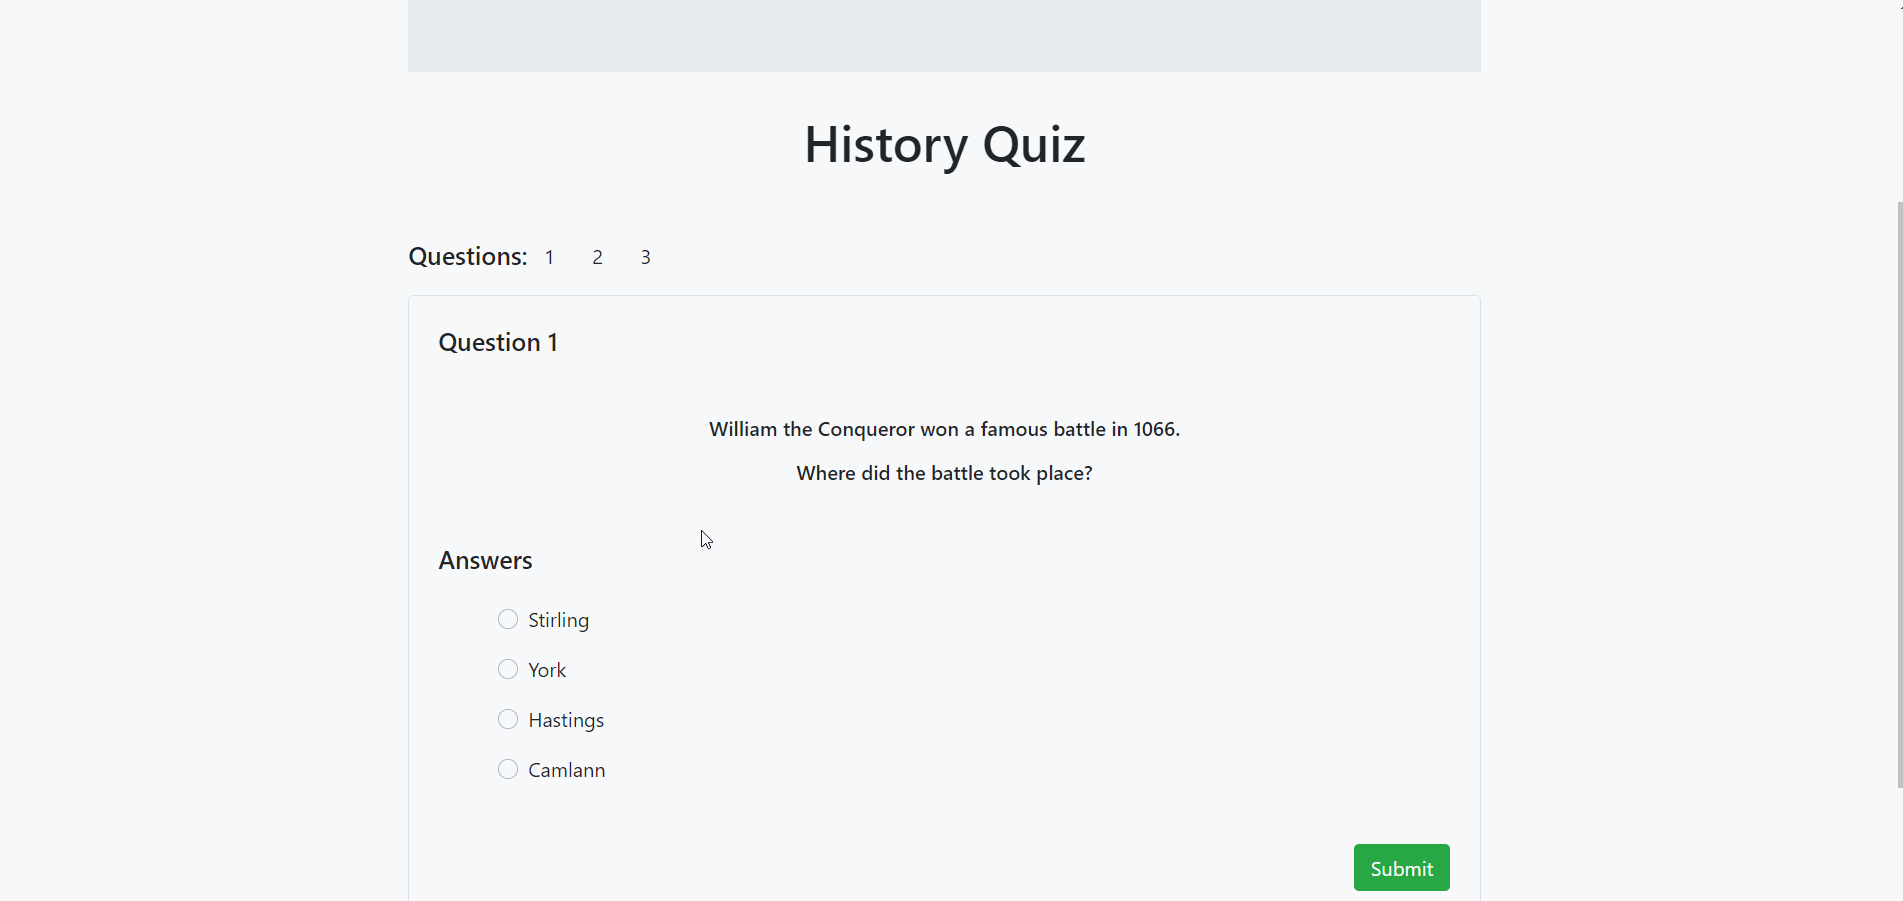 History Quiz
Questions: 1 2 3
Question 1
William the Conqueror won a famous battle in 1066.
Where did the battle took place?
Answers
Stirling
York
Hastings
Camlann
Submit